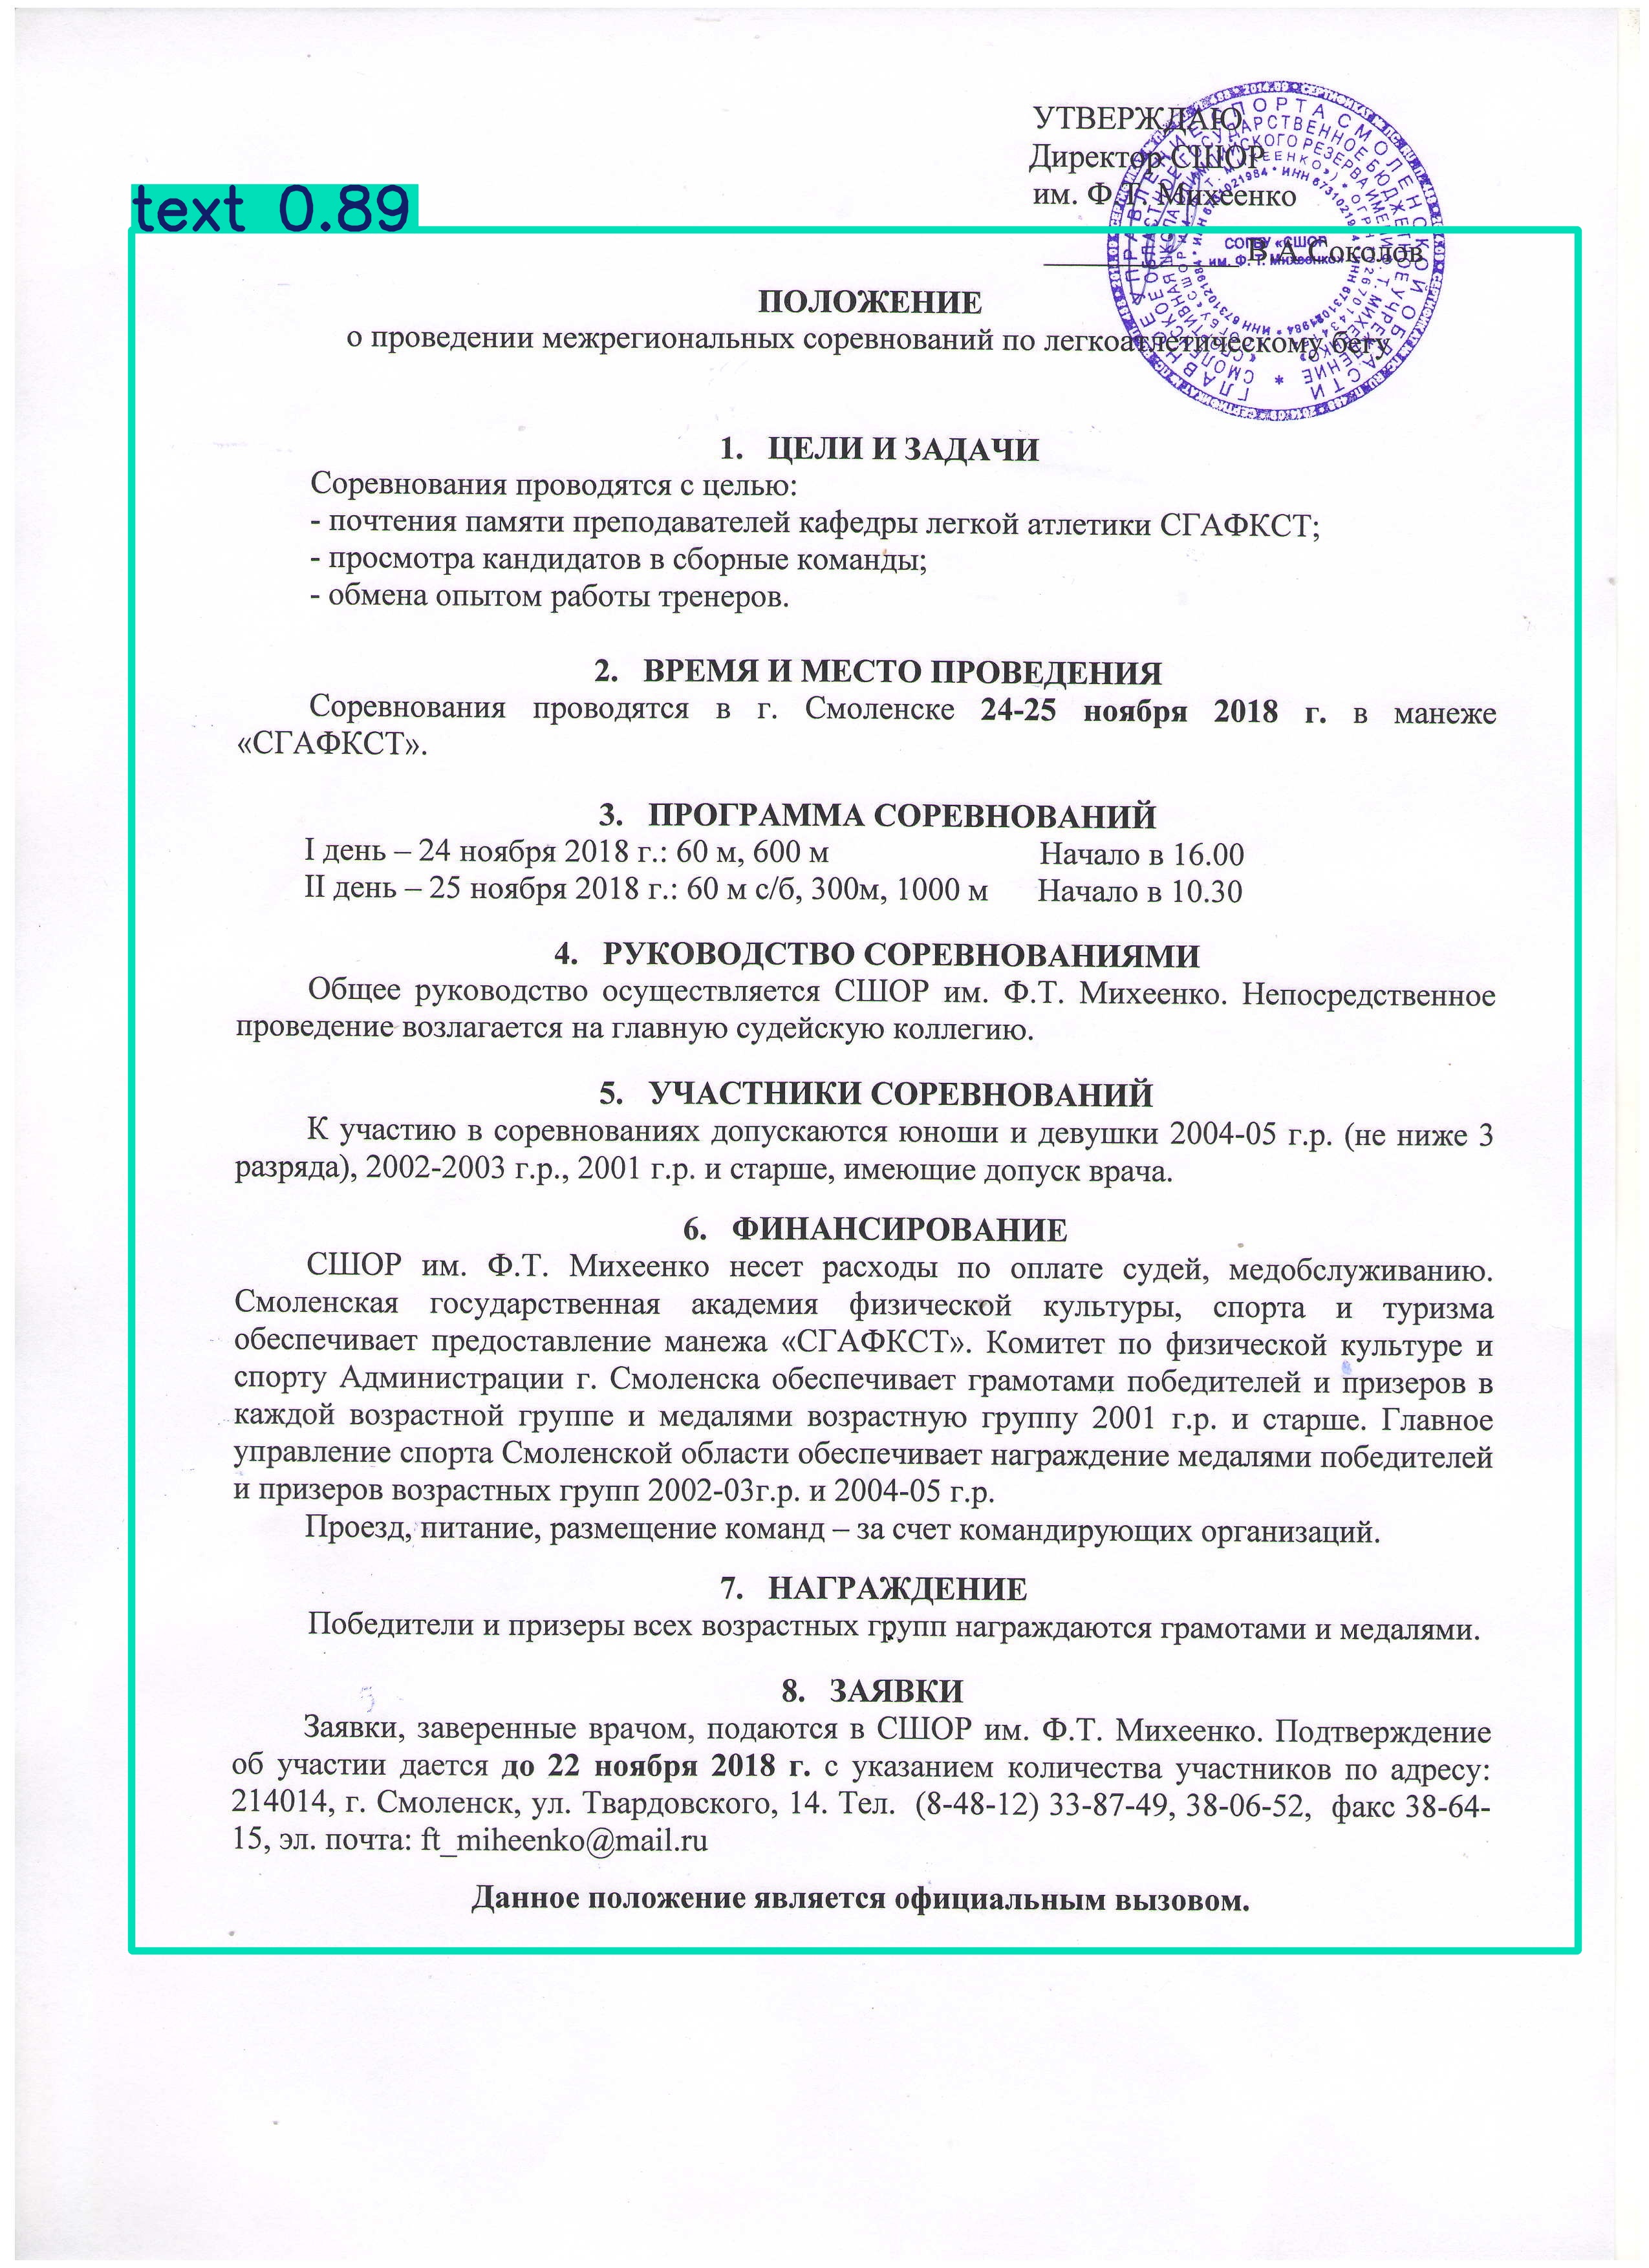 УТВЕРЖДАЮ
Директор СШОР
им. Ф.Т. Михеенко
text 0.89
В.А.Соколов
СОГБУ «СШОР
им. Ф. Т. Михеенко»
ПОЛОЖЕНИЕ
о проведении межрегиональных соревнований по легкоатлетическому бегу
1. ЦЕЛИ И ЗАДАЧИ
Соревнования проводятся с целью:
- почтения памяти преподавателей кафедры легкой атлетики СГАФКСТ;
- просмотра кандидатов в сборные команды;
- обмена опытом работы тренеров.
2. ВРЕМЯ И МЕСТО ПРОВЕДЕНИЯ
Соревнования проводятся в г. Смоленске 24-25 ноября 2018 г. в манеже
«СГАФКСТ».
3. ПРОГРАММА СОРЕВНОВАНИЙ
I день – 24 ноября 2018 г.: 60 м, 600 м Начало в 16.00
II день – 25 ноября 2018 г.: 60 м с/б, 300м, 1000 м Начало в 10.30
4. РУКОВОДСТВО СОРЕВНОВАНИЯМИ
Общее руководство осуществляется СШОР им. Ф.Т. Михеенко. Непосредственное
проведение возлагается на главную судейскую коллегию.
5. УЧАСТНИКИ СОРЕВНОВАНИЙ
К участию в соревнованиях допускаются юноши и девушки 2004-05 г.р. (не ниже 3
разряда), 2002-2003 г.р., 2001 г.р. и старше, имеющие допуск врача.
6. ФИНАНСИРОВАНИЕ
СШОР им. Ф.Т. Михеенко несет расходы по оплате судей, медобслуживанию.
Смоленская государственная академия физической культуры, спорта и туризма
обеспечивает предоставление манежа «СГАФКСТ». Комитет по физической культуре и
спорту Администрации г. Смоленска обеспечивает грамотами победителей и призеров в
каждой возрастной группе и медалями возрастную группу 2001 г.р. и старше. Главное
управление спорта Смоленской области обеспечивает награждение медалями победителей
и призеров возрастных групп 2002-03г.р. и 2004-05 г.р.
Проезд, питание, размещение команд – за счет командирующих организаций.
7. НАГРАЖДЕНИЕ
Победители и призеры всех возрастных групп награждаются грамотами и медалями.
8. ЗАЯВКИ
Заявки, заверенные врачом, подаются в СШОР им. Ф.Т. Михеенко. Подтверждение
об участии дается до 22 ноября 2018 г. с указанием количества участников по адресу:
214014, г. Смоленск, ул. Твардовского, 14. Тел. (8-48-12) 33-87-49, 38-06-52, факс 38-64-
15, эл. почта: ft_miheenko@mail.ru
Данное положение является официальным вызовом.